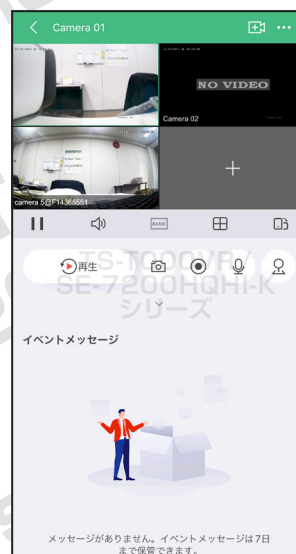 Camera 01
NO VIDEO
Camera 02
camera 5@F14365551
BASIC
再生
TS-T000VR/
SE-7200HQHI-K
シリーズ
イベントメッセージ
メッセージがありません。イベントメッセージは7日
まで保管できます。